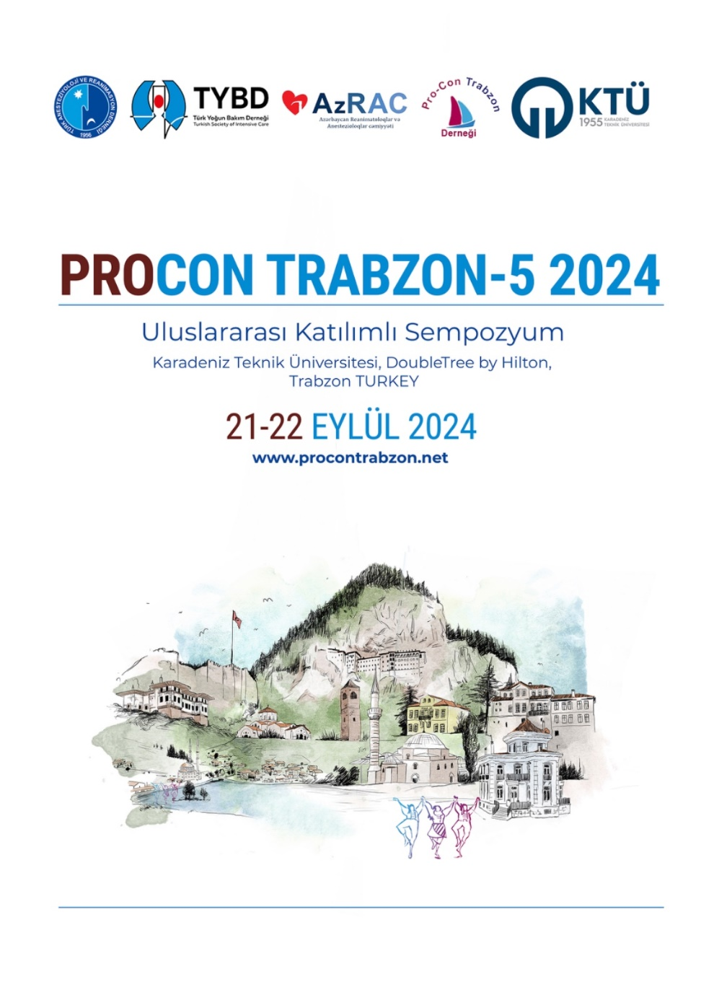 TÜRK ANESTEZİYOLOJİ VE REANİMASYON DERNEĞİ
1956
TYBD
Türk Yoğun Bakım Derneği
Turkish Society of Intensive Care
AzRAC
Azərbaycan Reanimatoloqlar və
Anestezioloqlar cəmiyyəti
Pro-Con Trabzon
Derneği
KTÜ
1955 KARADENİZ
TEKNİK ÜNİVERSİTESİ
PROCON TRABZON-5 2024
Uluslararası Katılımlı Sempozyum
Karadeniz Teknik Üniversitesi, DoubleTree by Hilton,
Trabzon TURKEY
21-22 EYLÜL 2024
www.procontrabzon.net